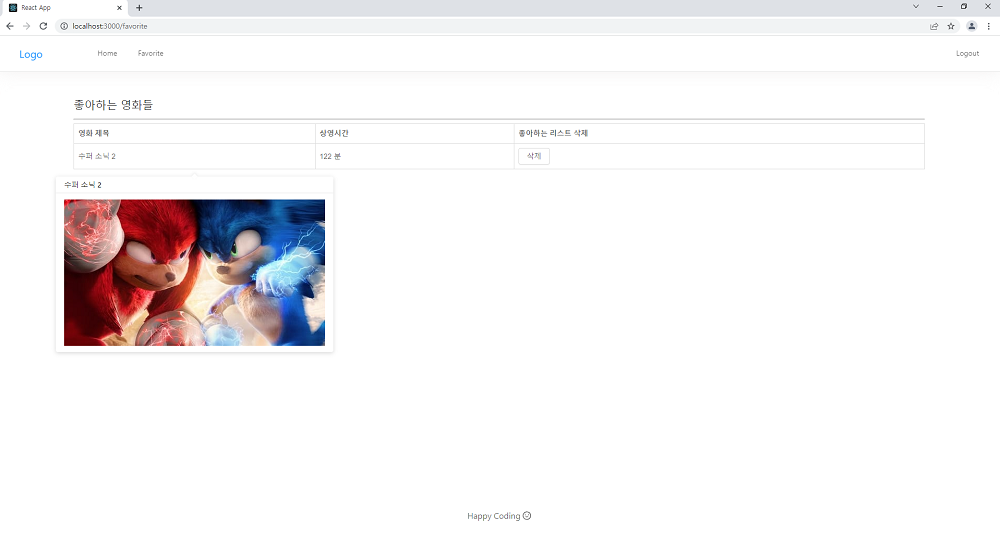 React App
localhost:3000/favorite
Logo Home Favorite Logout
좋아하는 영화들
영화 제목 상영시간 좋아하는 리스트 삭제
수퍼 소닉 2 122 분 삭제
수퍼 소닉 2
Happy Coding